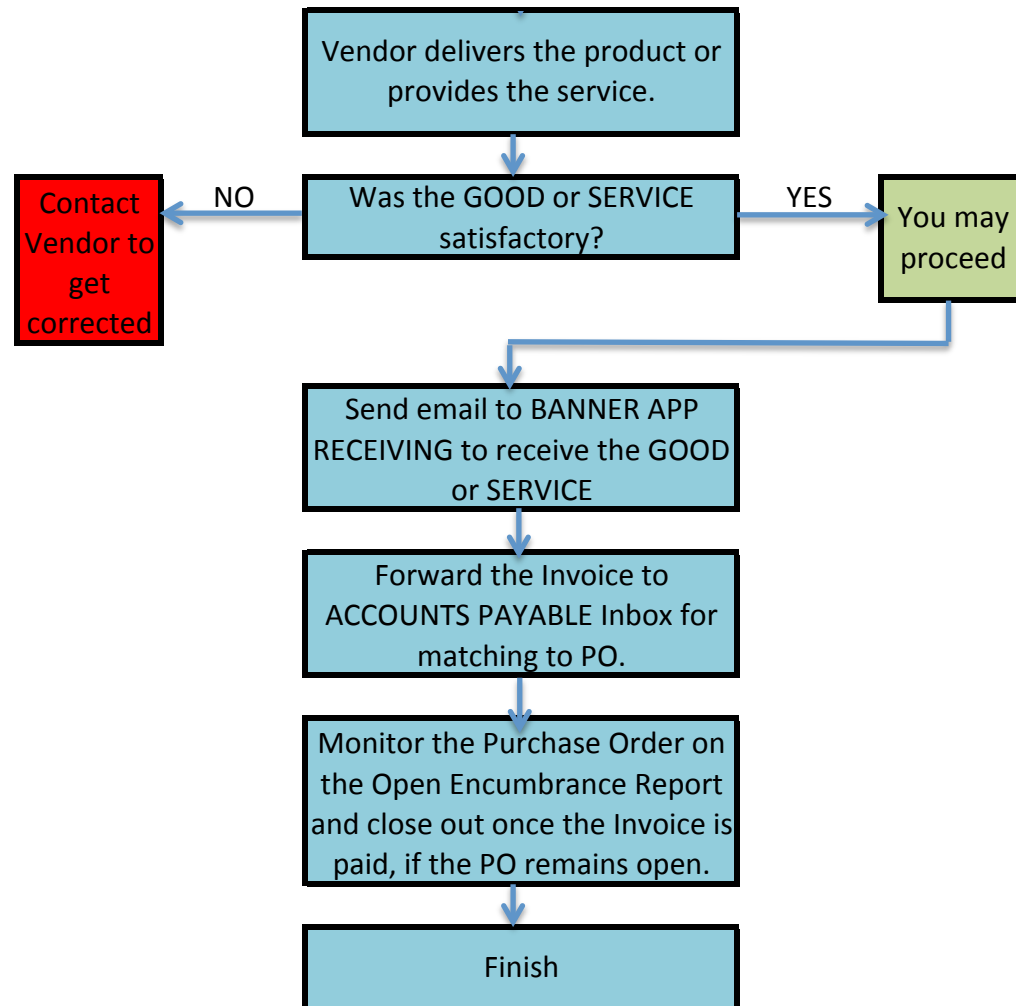 Vendor delivers the product or
provides the service.
NO
Was the GOOD or SERVICE
satisfactory?
YES
Contact
Vendor to
get
corrected
You may
proceed
Send email to BANNER APP
RECEIVING to receive the GOOD
or SERVICE
Forward the Invoice to
ACCOUNTS PAYABLE Inbox for
matching to PO.
Monitor the Purchase Order on
the Open Encumbrance Report
and close out once the Invoice is
paid, if the PO remains open.
Finish